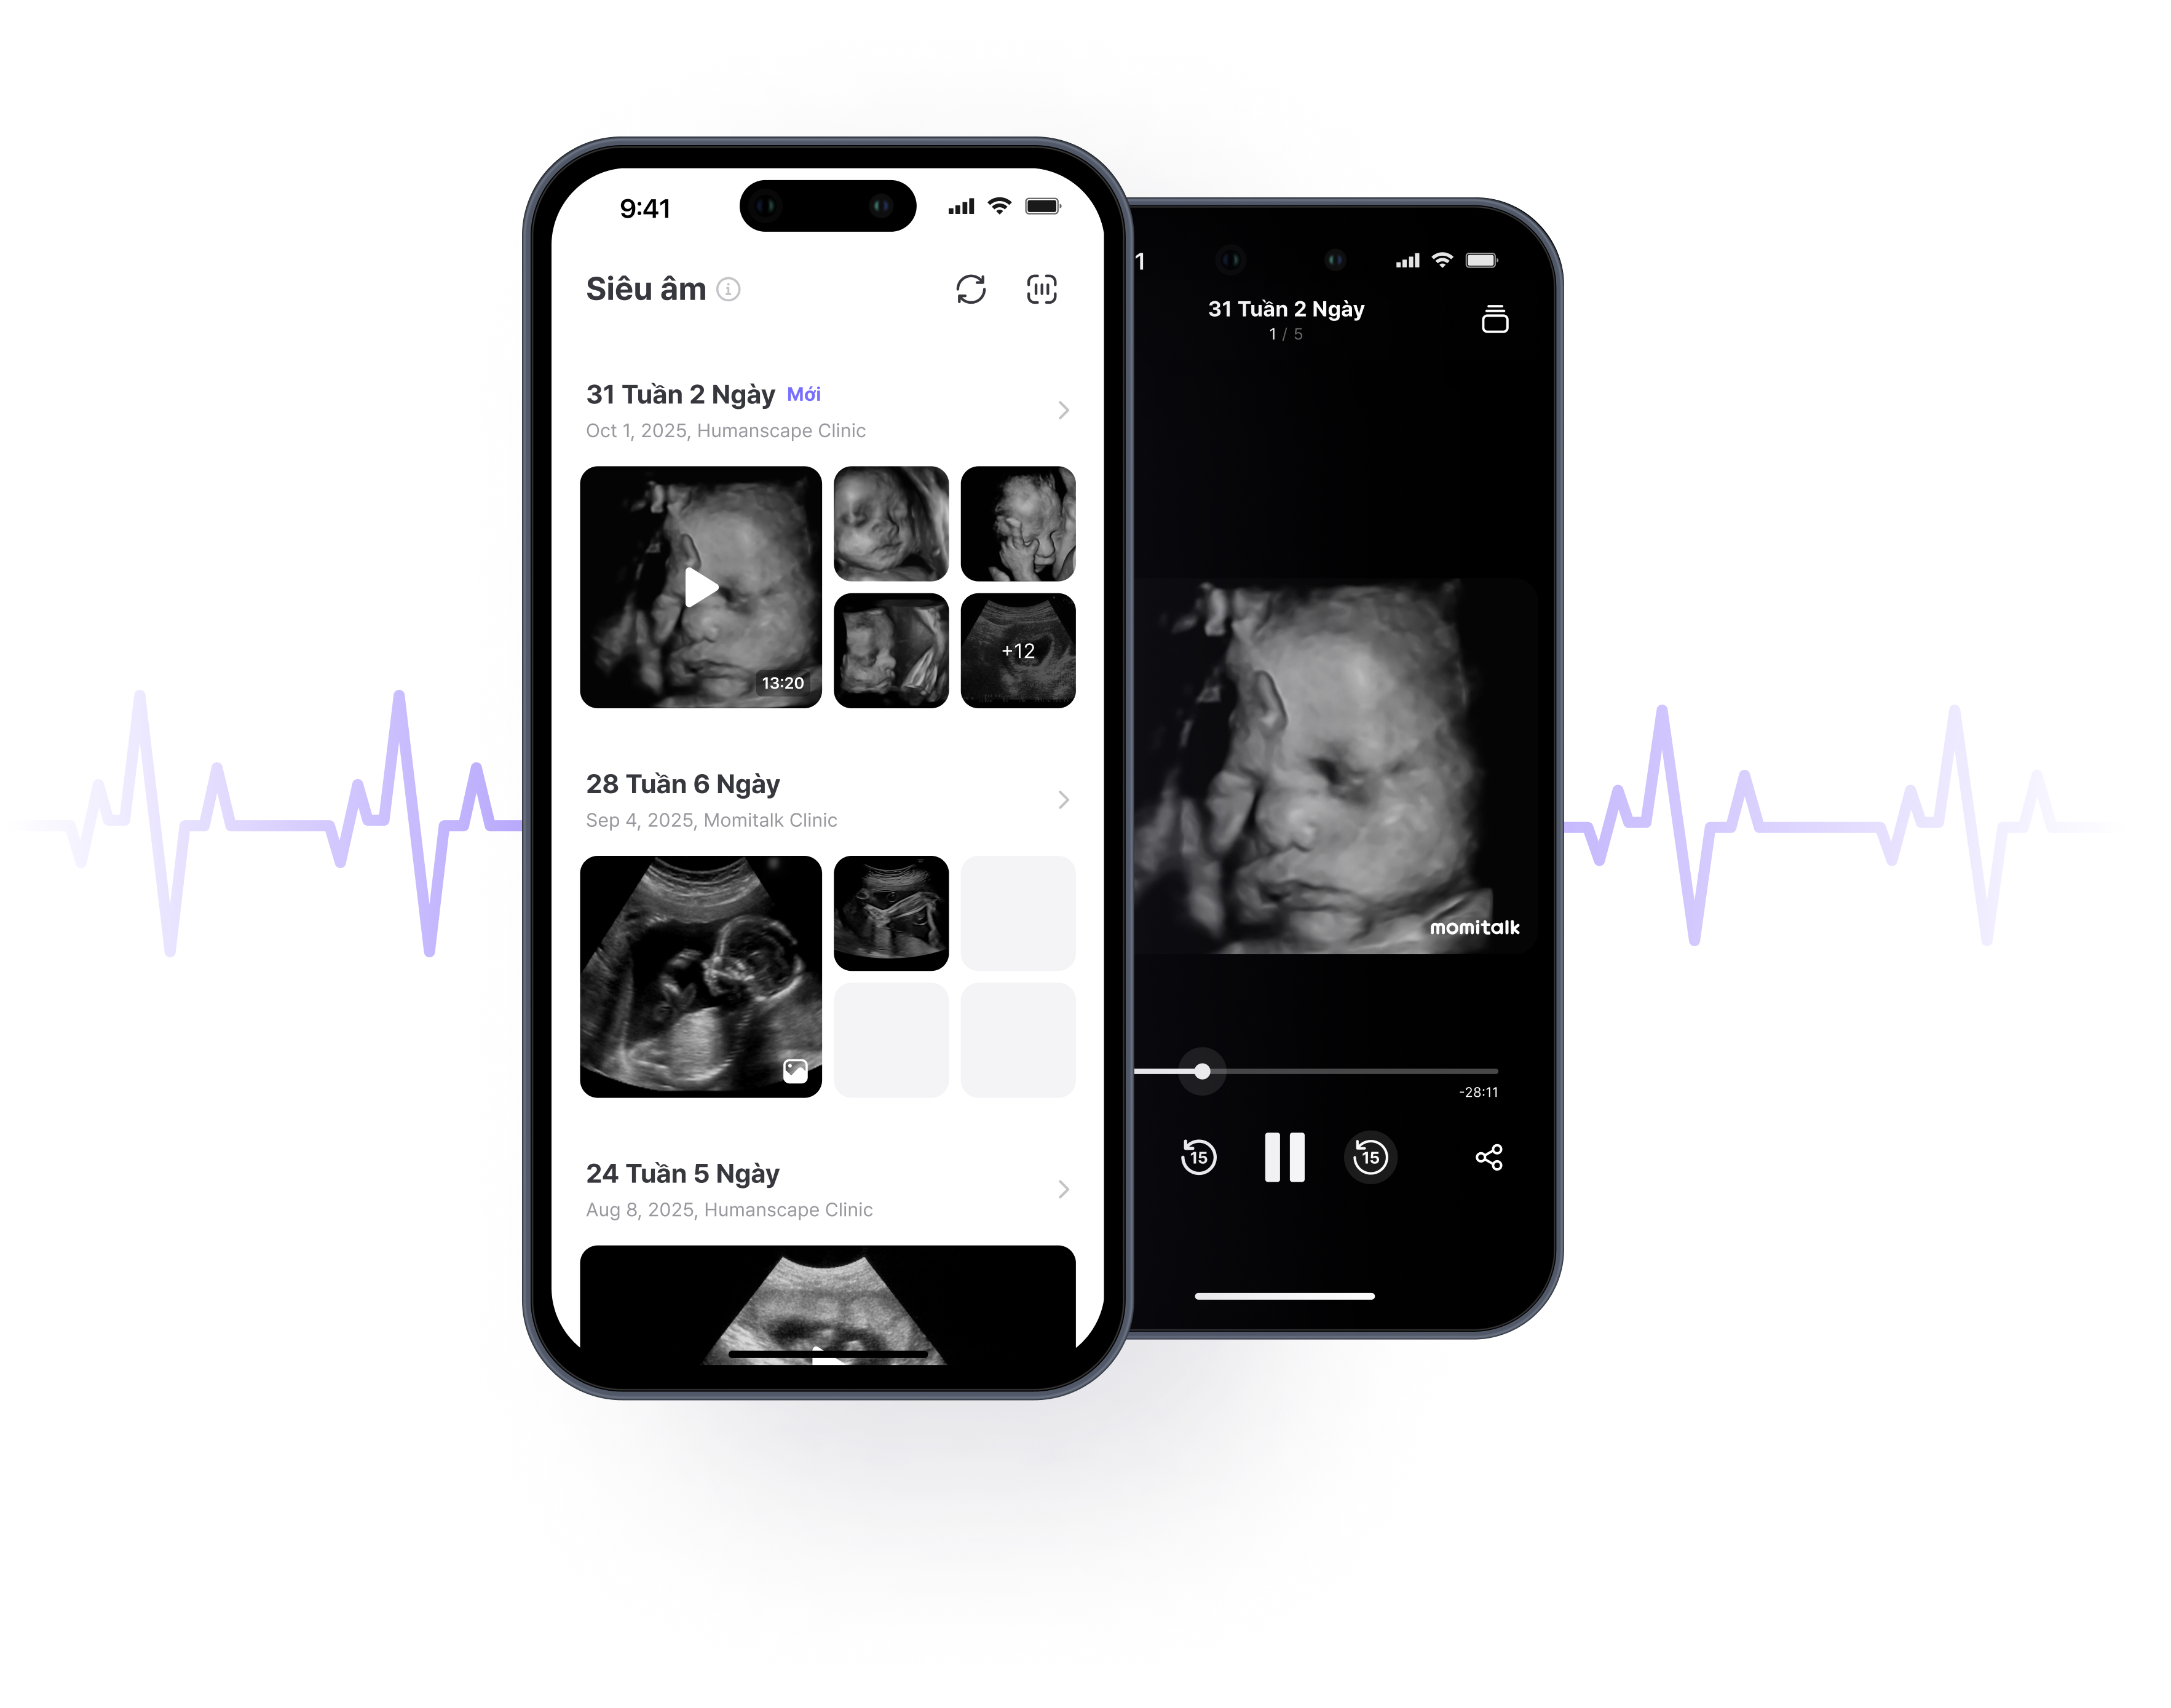 9:41
Siêu âm
31 Tuần 2 Ngày Mới
Oct 1, 2025, Humanscape Clinic
13:20
+12
28 Tuần 6 Ngày
Sep 4, 2025, Momitalk Clinic
24 Tuần 5 Ngày
Aug 8, 2025, Humanscape Clinic
1
31 Tuần 2 Ngày
1 / 5
momitalk
-28:11
15
15